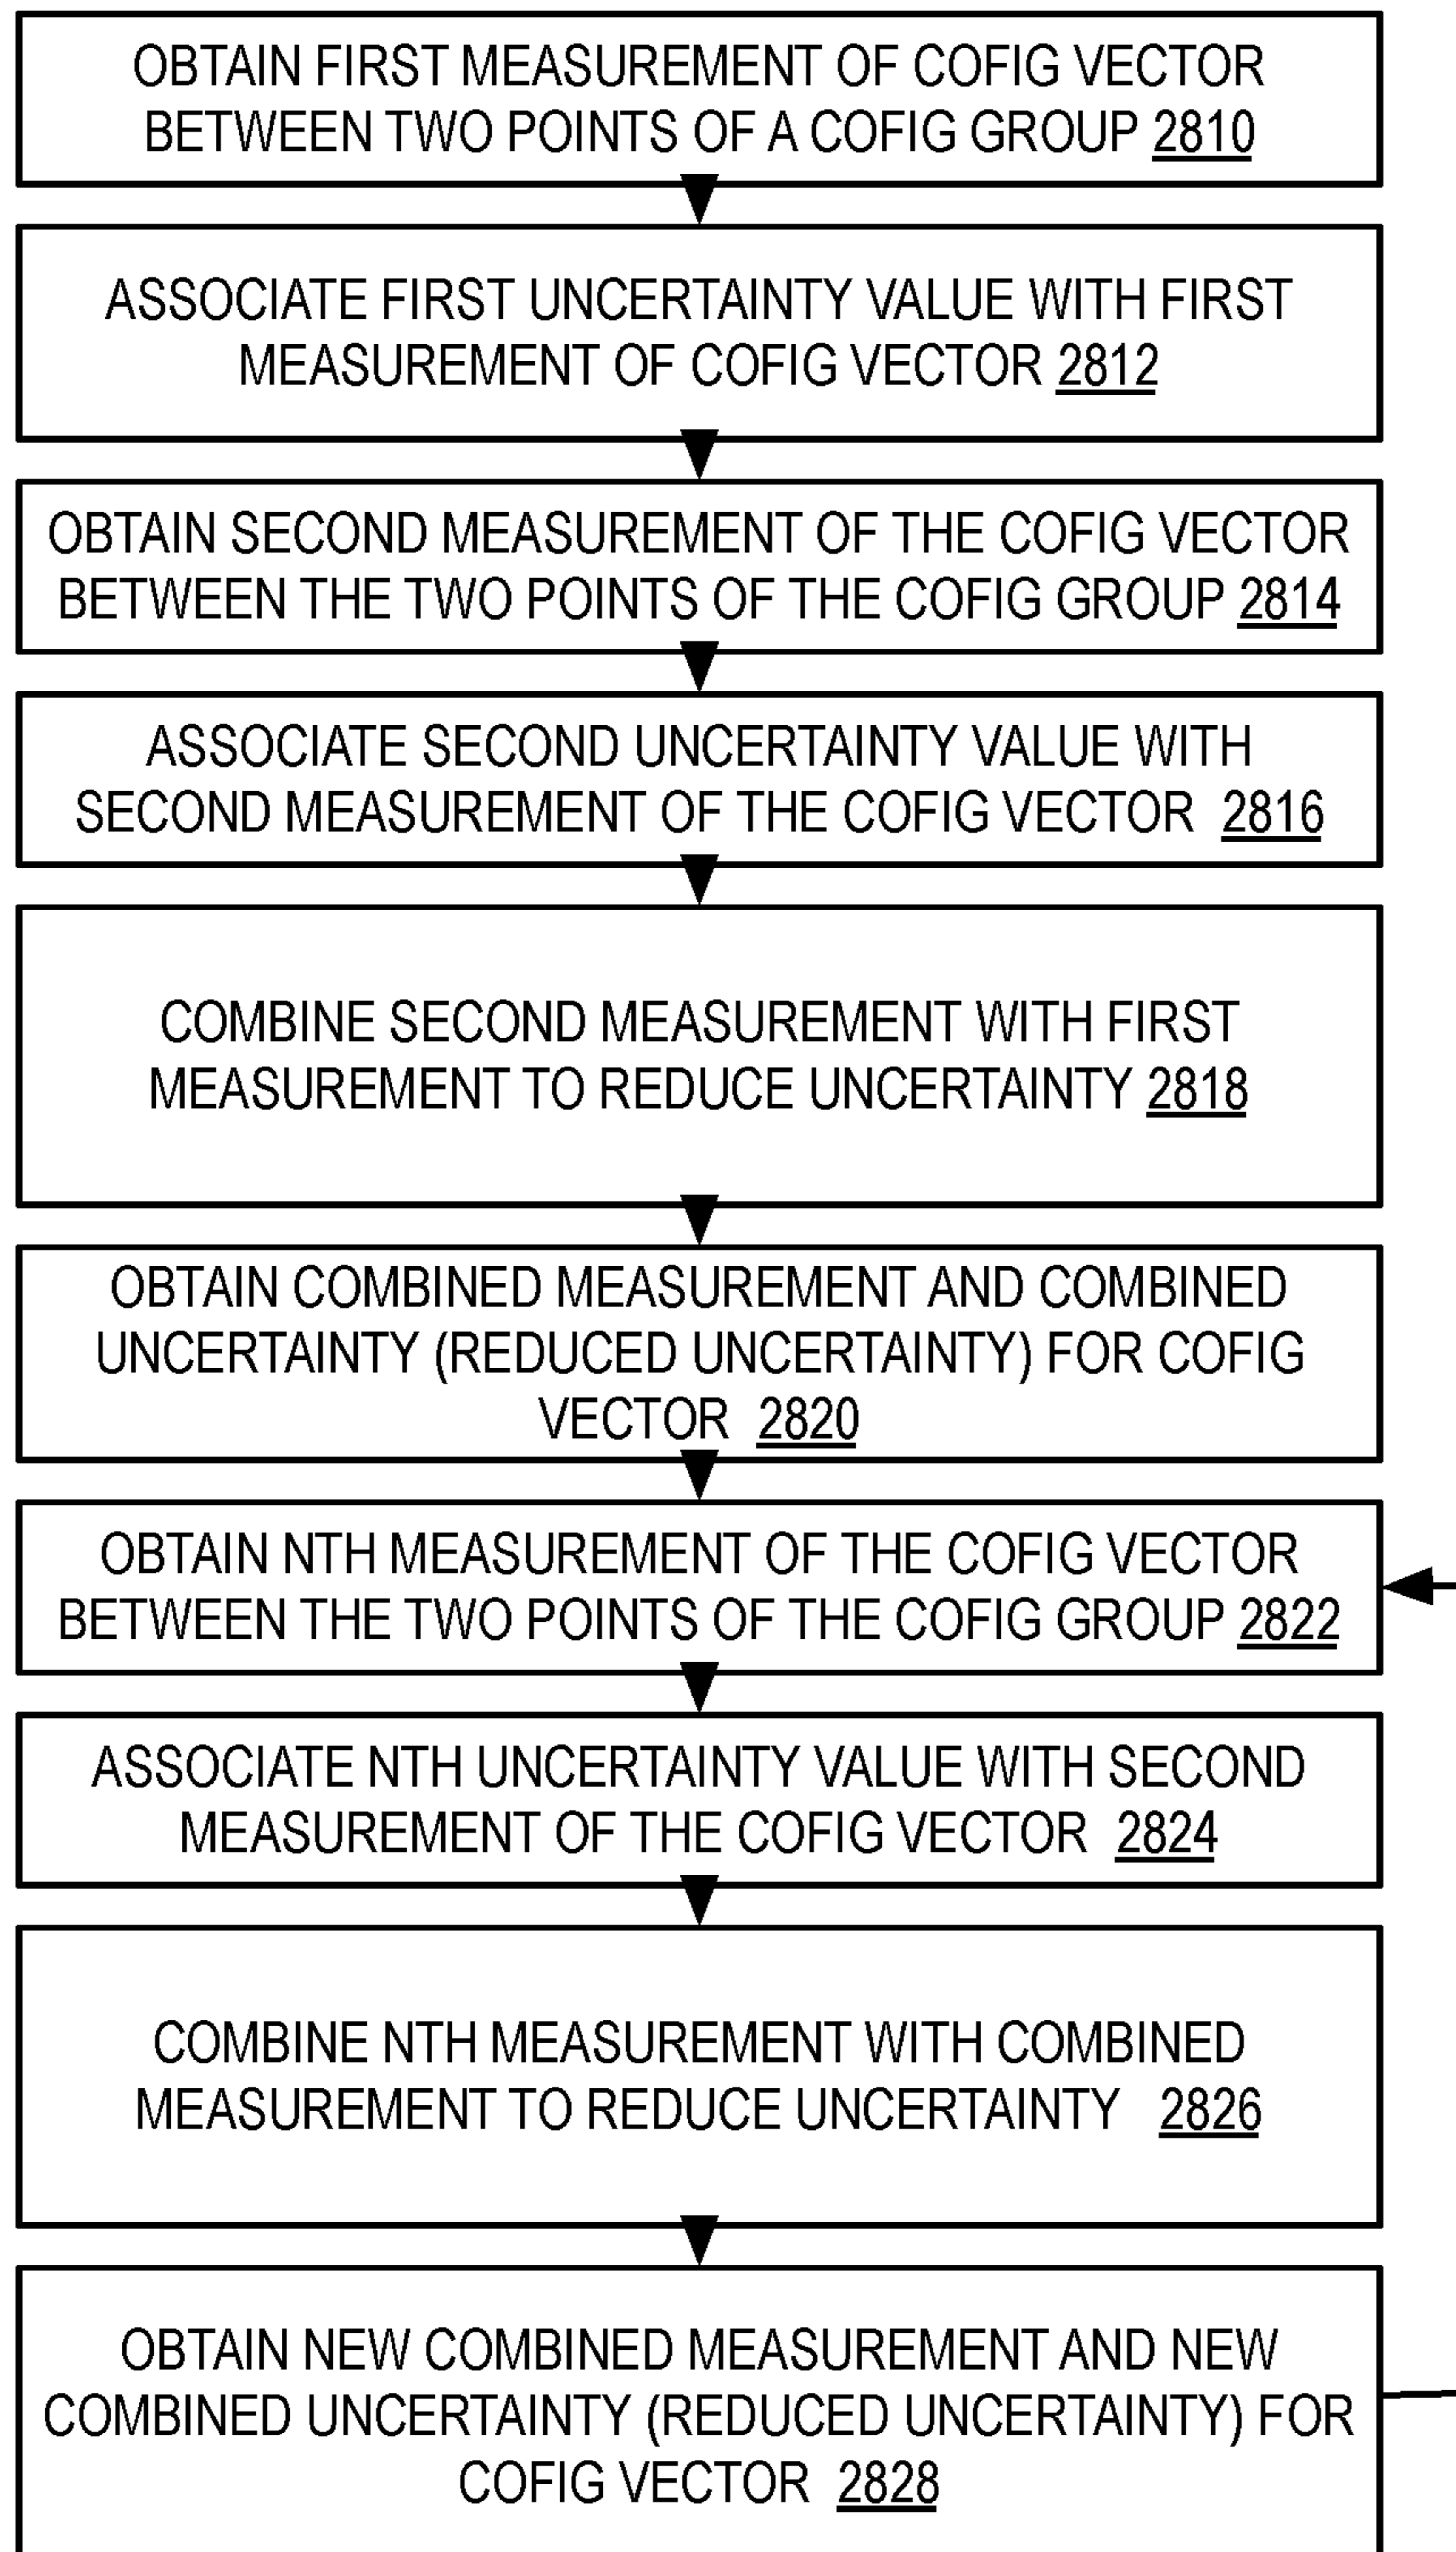 OBTAIN FIRST MEASUREMENT OF COFIG VECTOR
BETWEEN TWO POINTS OF A COFIG GROUP 2810
ASSOCIATE FIRST UNCERTAINTY VALUE WITH FIRST
MEASUREMENT OF COFIG VECTOR 2812
OBTAIN SECOND MEASUREMENT OF THE COFIG VECTOR
BETWEEN THE TWO POINTS OF THE COFIG GROUP 2814
ASSOCIATE SECOND UNCERTAINTY VALUE WITH
SECOND MEASUREMENT OF THE COFIG VECTOR 2816
COMBINE SECOND MEASUREMENT WITH FIRST
MEASUREMENT TO REDUCE UNCERTAINTY 2818
OBTAIN COMBINED MEASUREMENT AND COMBINED
UNCERTAINTY (REDUCED UNCERTAINTY) FOR COFIG
VECTOR 2820
OBTAIN NTH MEASUREMENT OF THE COFIG VECTOR
BETWEEN THE TWO POINTS OF THE COFIG GROUP 2822
ASSOCIATE NTH UNCERTAINTY VALUE WITH SECOND
MEASUREMENT OF THE COFIG VECTOR 2824
COMBINE NTH MEASUREMENT WITH COMBINED
MEASUREMENT TO REDUCE UNCERTAINTY 2826
OBTAIN NEW COMBINED MEASUREMENT AND NEW
COMBINED UNCERTAINTY (REDUCED UNCERTAINTY) FOR
COFIG VECTOR 2828